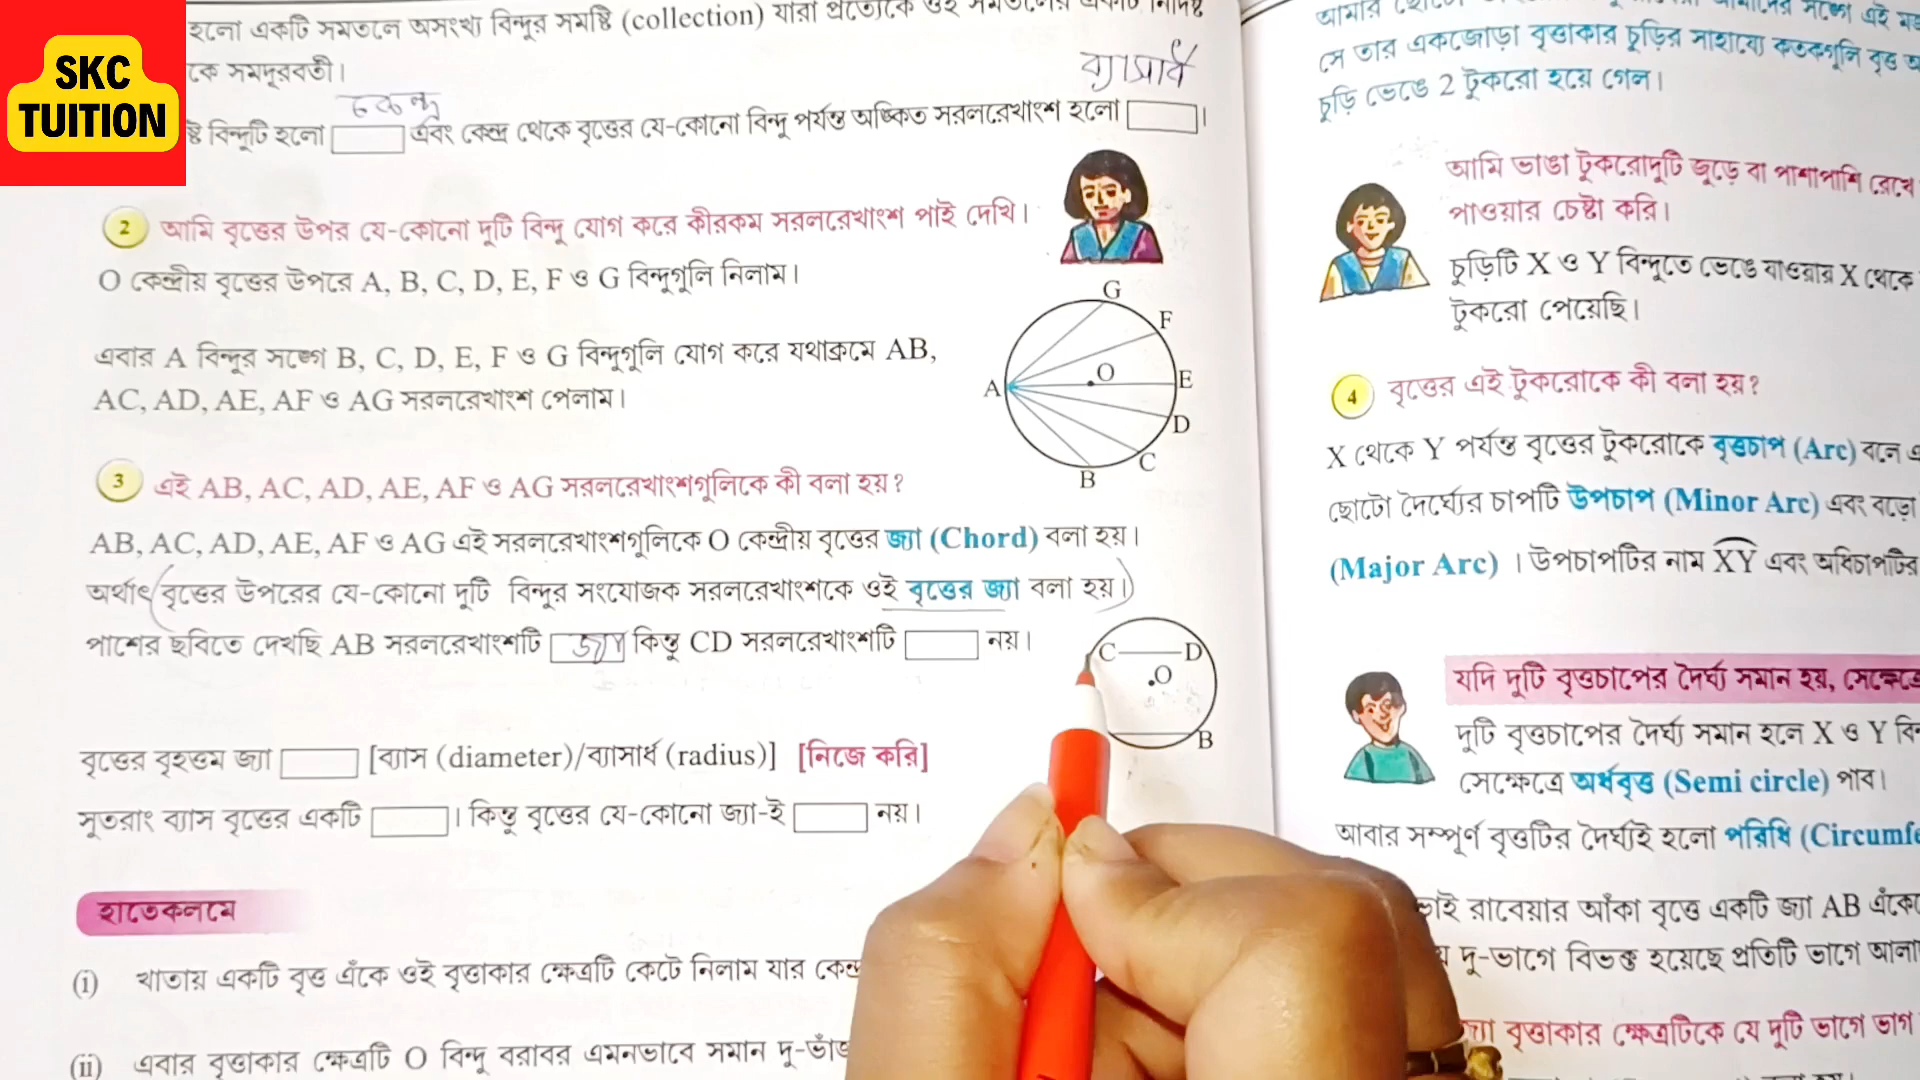 SKC
TUITION
হলো একটি সমতলে অসংখ্য বিন্দুর সমষ্টি (collection) যারা প্রত্যেকে ওই সমতলের একটি নির্দিষ্ট
কে সমদূরবর্তী।
ব্যাসার্ধ
কেন্দ্র
বিন্দুটি হলো এবং কেন্দ্র থেকে বৃত্তের যে-কোনো বিন্দু পর্যন্ত অঙ্কিত সরলরেখাংশ হলো ।
2 আমি বৃত্তের উপর যে-কোনো দুটি বিন্দু যোগ করে কীরকম সরলরেখাংশ পাই দেখি।
O কেন্দ্রীয় বৃত্তের উপরে A, B, C, D, E, F ও G বিন্দুগুলি নিলাম।
এবার A বিন্দুর সঙ্গে B, C, D, E, F ও G বিন্দুগুলি যোগ করে যথাক্রমে AB,
AC, AD, AE, AF ও AG সরলরেখাংশ পেলাম।
G
F
O
A
E
D
C
B
3 এই AB, AC, AD, AE, AF ও AG সরলরেখাংশগুলিকে কী বলা হয়?
AB, AC, AD, AE, AF ও AG এই সরলরেখাংশগুলিকে O কেন্দ্রীয় বৃত্তের জ্যা (Chord) বলা হয়।
অর্থাৎ বৃত্তের উপরের যে-কোনো দুটি বিন্দুর সংযোজক সরলরেখাংশকে ওই বৃত্তের জ্যা বলা হয়।
পাশের ছবিতে দেখছি AB সরলরেখাংশটি জ্যা কিন্তু CD সরলরেখাংশটি নয়।
C D
O
B
বৃত্তের বৃহত্তম জ্যা [ব্যাস (diameter)/ব্যাসার্ধ (radius)] [নিজে করি]
সুতরাং ব্যাস বৃত্তের একটি । কিন্তু বৃত্তের যে-কোনো জ্যা-ই নয়।
হাতেকলমে
(i) খাতায় একটি বৃত্ত এঁকে ওই বৃত্তাকার ক্ষেত্রটি কেটে নিলাম যার
(ii) এবার বৃত্তাকার ক্ষেত্রটি O বিন্দু বরাবর এমনভাবে সমান
সে তার একজোড়া বৃত্তাকার চুড়ির সাহায্যে কতকগুলি বৃত্ত
চুড়ি ভেঙে 2 টুকরো হয়ে গেল।
আমি ভাঙা টুকরোদুটি জুড়ে বা পাশাপাশি রেখে
পাওয়ার চেষ্টা করি।
চুড়িটি X ও Y বিন্দুতে ভেঙে যাওয়ায় X থেকে
টুকরো পেয়েছি।
4 বৃত্তের এই টুকরোকে কী বলা হয়?
X থেকে Y পর্যন্ত বৃত্তের টুকরোকে বৃত্তচাপ (Arc) বলে
ছোটো দৈর্ঘ্যের চাপটি উপচাপ (Minor Arc) এবং বড়ো
(Major Arc) । উপচাপটির নাম XY এবং অধিচাপটির
যদি দুটি বৃত্তচাপের দৈর্ঘ্য সমান হয়, সেক্ষেত্রে
দুটি বৃত্তচাপের দৈর্ঘ্য সমান হলে X ও Y
সেক্ষেত্রে অর্ধবৃত্ত (Semi circle) পাব।
আবার সম্পূর্ণ বৃত্তটির দৈর্ঘ্যই হলো পরিধি
রাবেয়ার আঁকা বৃত্তে একটি জ্যা AB
দু-ভাগে বিভক্ত হয়েছে প্রতিটি ভাগে
বৃত্তাকার ক্ষেত্রটিকে যে দুটি ভাগে ভাগ